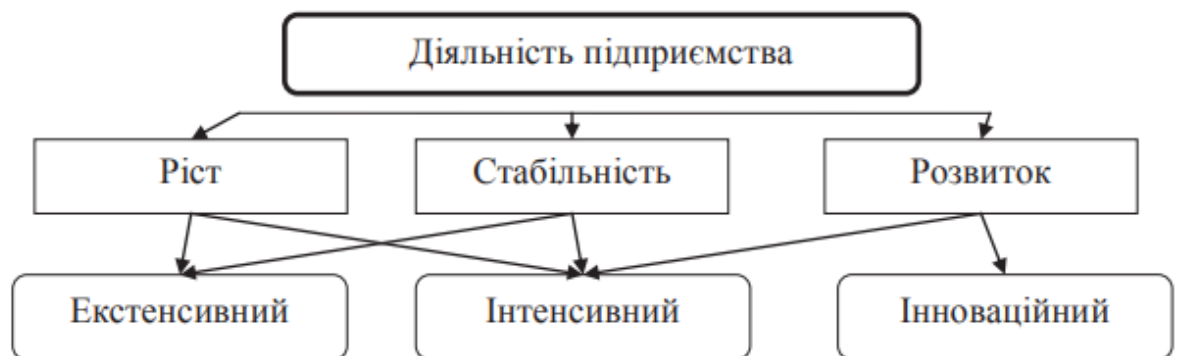 Діяльність підприємства
Ріст
Стабільність
Розвиток
Екстенсивний
Інтенсивний
Інноваційний